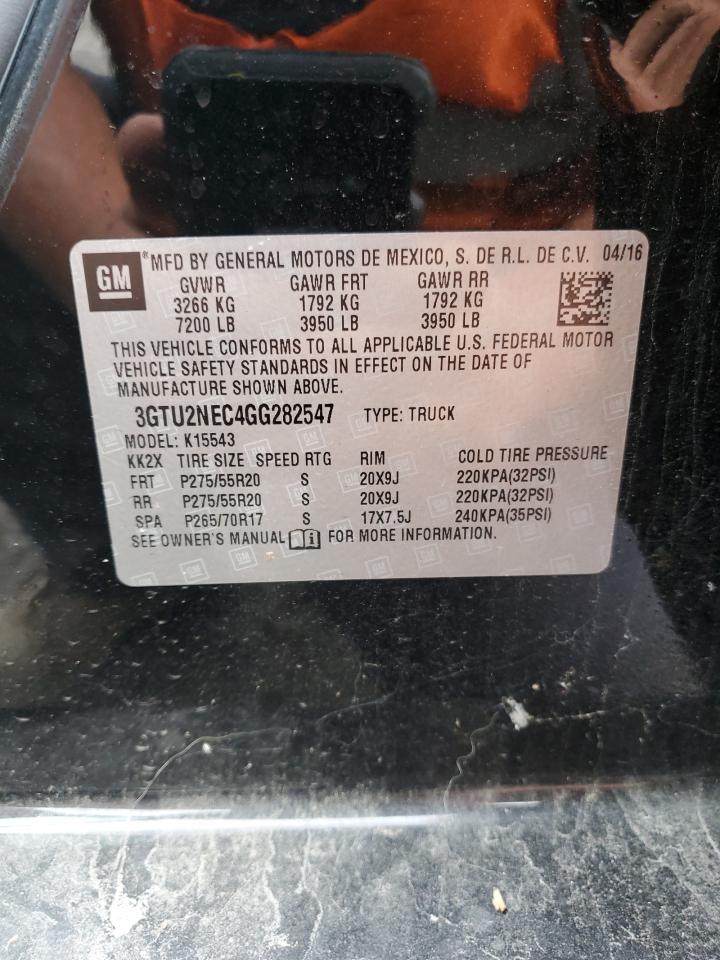 GM ® MFD BY GENERAL MOTORS DE MEXICO, S. DE R.L. DE C.V. 04/16
GVWR GAWR FRT GAWR RR
3266 KG 1792 KG 1792 KG
7200 LB 3950 LB 3950 LB
THIS VEHICLE CONFORMS TO ALL APPLICABLE U.S. FEDERAL MOTOR
VEHICLE SAFETY STANDARDS IN EFFECT ON THE DATE OF
MANUFACTURE SHOWN ABOVE.
3GTU2NEC4GG282547 TYPE: TRUCK
MODEL: K15543
KK2X TIRE SIZE SPEED RTG RIM COLD TIRE PRESSURE
FRT P275/55R20 S 20X9J 220KPA(32PSI)
RR P275/55R20 S 20X9J 220KPA(32PSI)
SPA P265/70R17 S 17X7.5J 240KPA(35PSI)
SEE OWNER'S MANUAL i FOR MORE INFORMATION.